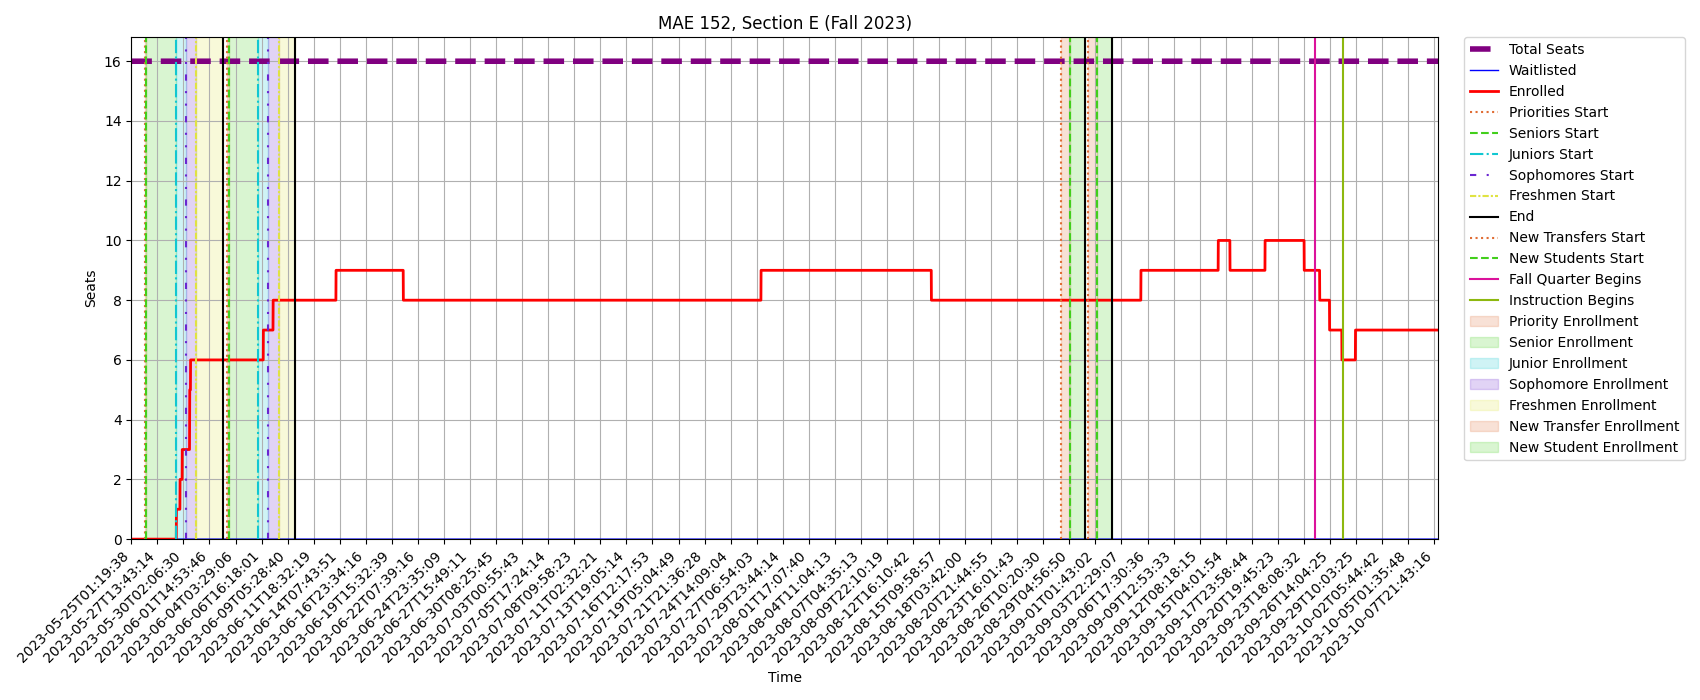 MAE 152, Section E (Fall 2023)
Seats
16
14
12
10
8
6
4
2
0
2023-05-25T01:19:38
2023-05-27T13:43:14
2023-05-30T02:06:30
2023-06-01T14:53:46
2023-06-04T03:29:06
2023-06-06T16:18:01
2023-06-09T05:28:40
2023-06-11T18:32:19
2023-06-14T07:43:51
2023-06-16T23:34:16
2023-06-19T15:32:39
2023-06-22T07:39:16
2023-06-24T23:35:09
2023-06-27T15:49:11
2023-06-30T08:25:45
2023-07-03T00:55:43
2023-07-05T17:24:14
2023-07-08T09:58:23
2023-07-11T02:32:21
2023-07-13T19:05:14
2023-07-16T12:17:53
2023-07-19T05:04:49
2023-07-21T21:36:28
2023-07-24T14:09:04
2023-07-27T06:54:03
2023-07-29T23:44:14
2023-08-01T17:07:40
2023-08-04T11:04:13
2023-08-07T04:35:13
2023-08-09T22:10:19
2023-08-12T16:10:42
2023-08-15T09:58:57
2023-08-18T03:42:00
2023-08-20T21:44:55
2023-08-23T16:01:43
2023-08-26T10:20:30
2023-08-29T04:56:50
2023-09-01T01:43:02
2023-09-03T22:29:07
2023-09-06T17:30:36
2023-09-09T12:53:33
2023-09-12T08:18:15
2023-09-15T04:01:54
2023-09-17T23:58:44
2023-09-20T19:45:23
2023-09-23T18:08:32
2023-09-26T14:04:25
2023-09-29T10:03:25
2023-10-02T05:44:42
2023-10-05T01:35:48
2023-10-07T21:43:16
Time
Total Seats
Waitlisted
Enrolled
Priorities Start
Seniors Start
Juniors Start
Sophomores Start
Freshmen Start
End
New Transfers Start
New Students Start
Fall Quarter Begins
Instruction Begins
Priority Enrollment
Senior Enrollment
Junior Enrollment
Sophomore Enrollment
Freshmen Enrollment
New Transfer Enrollment
New Student Enrollment